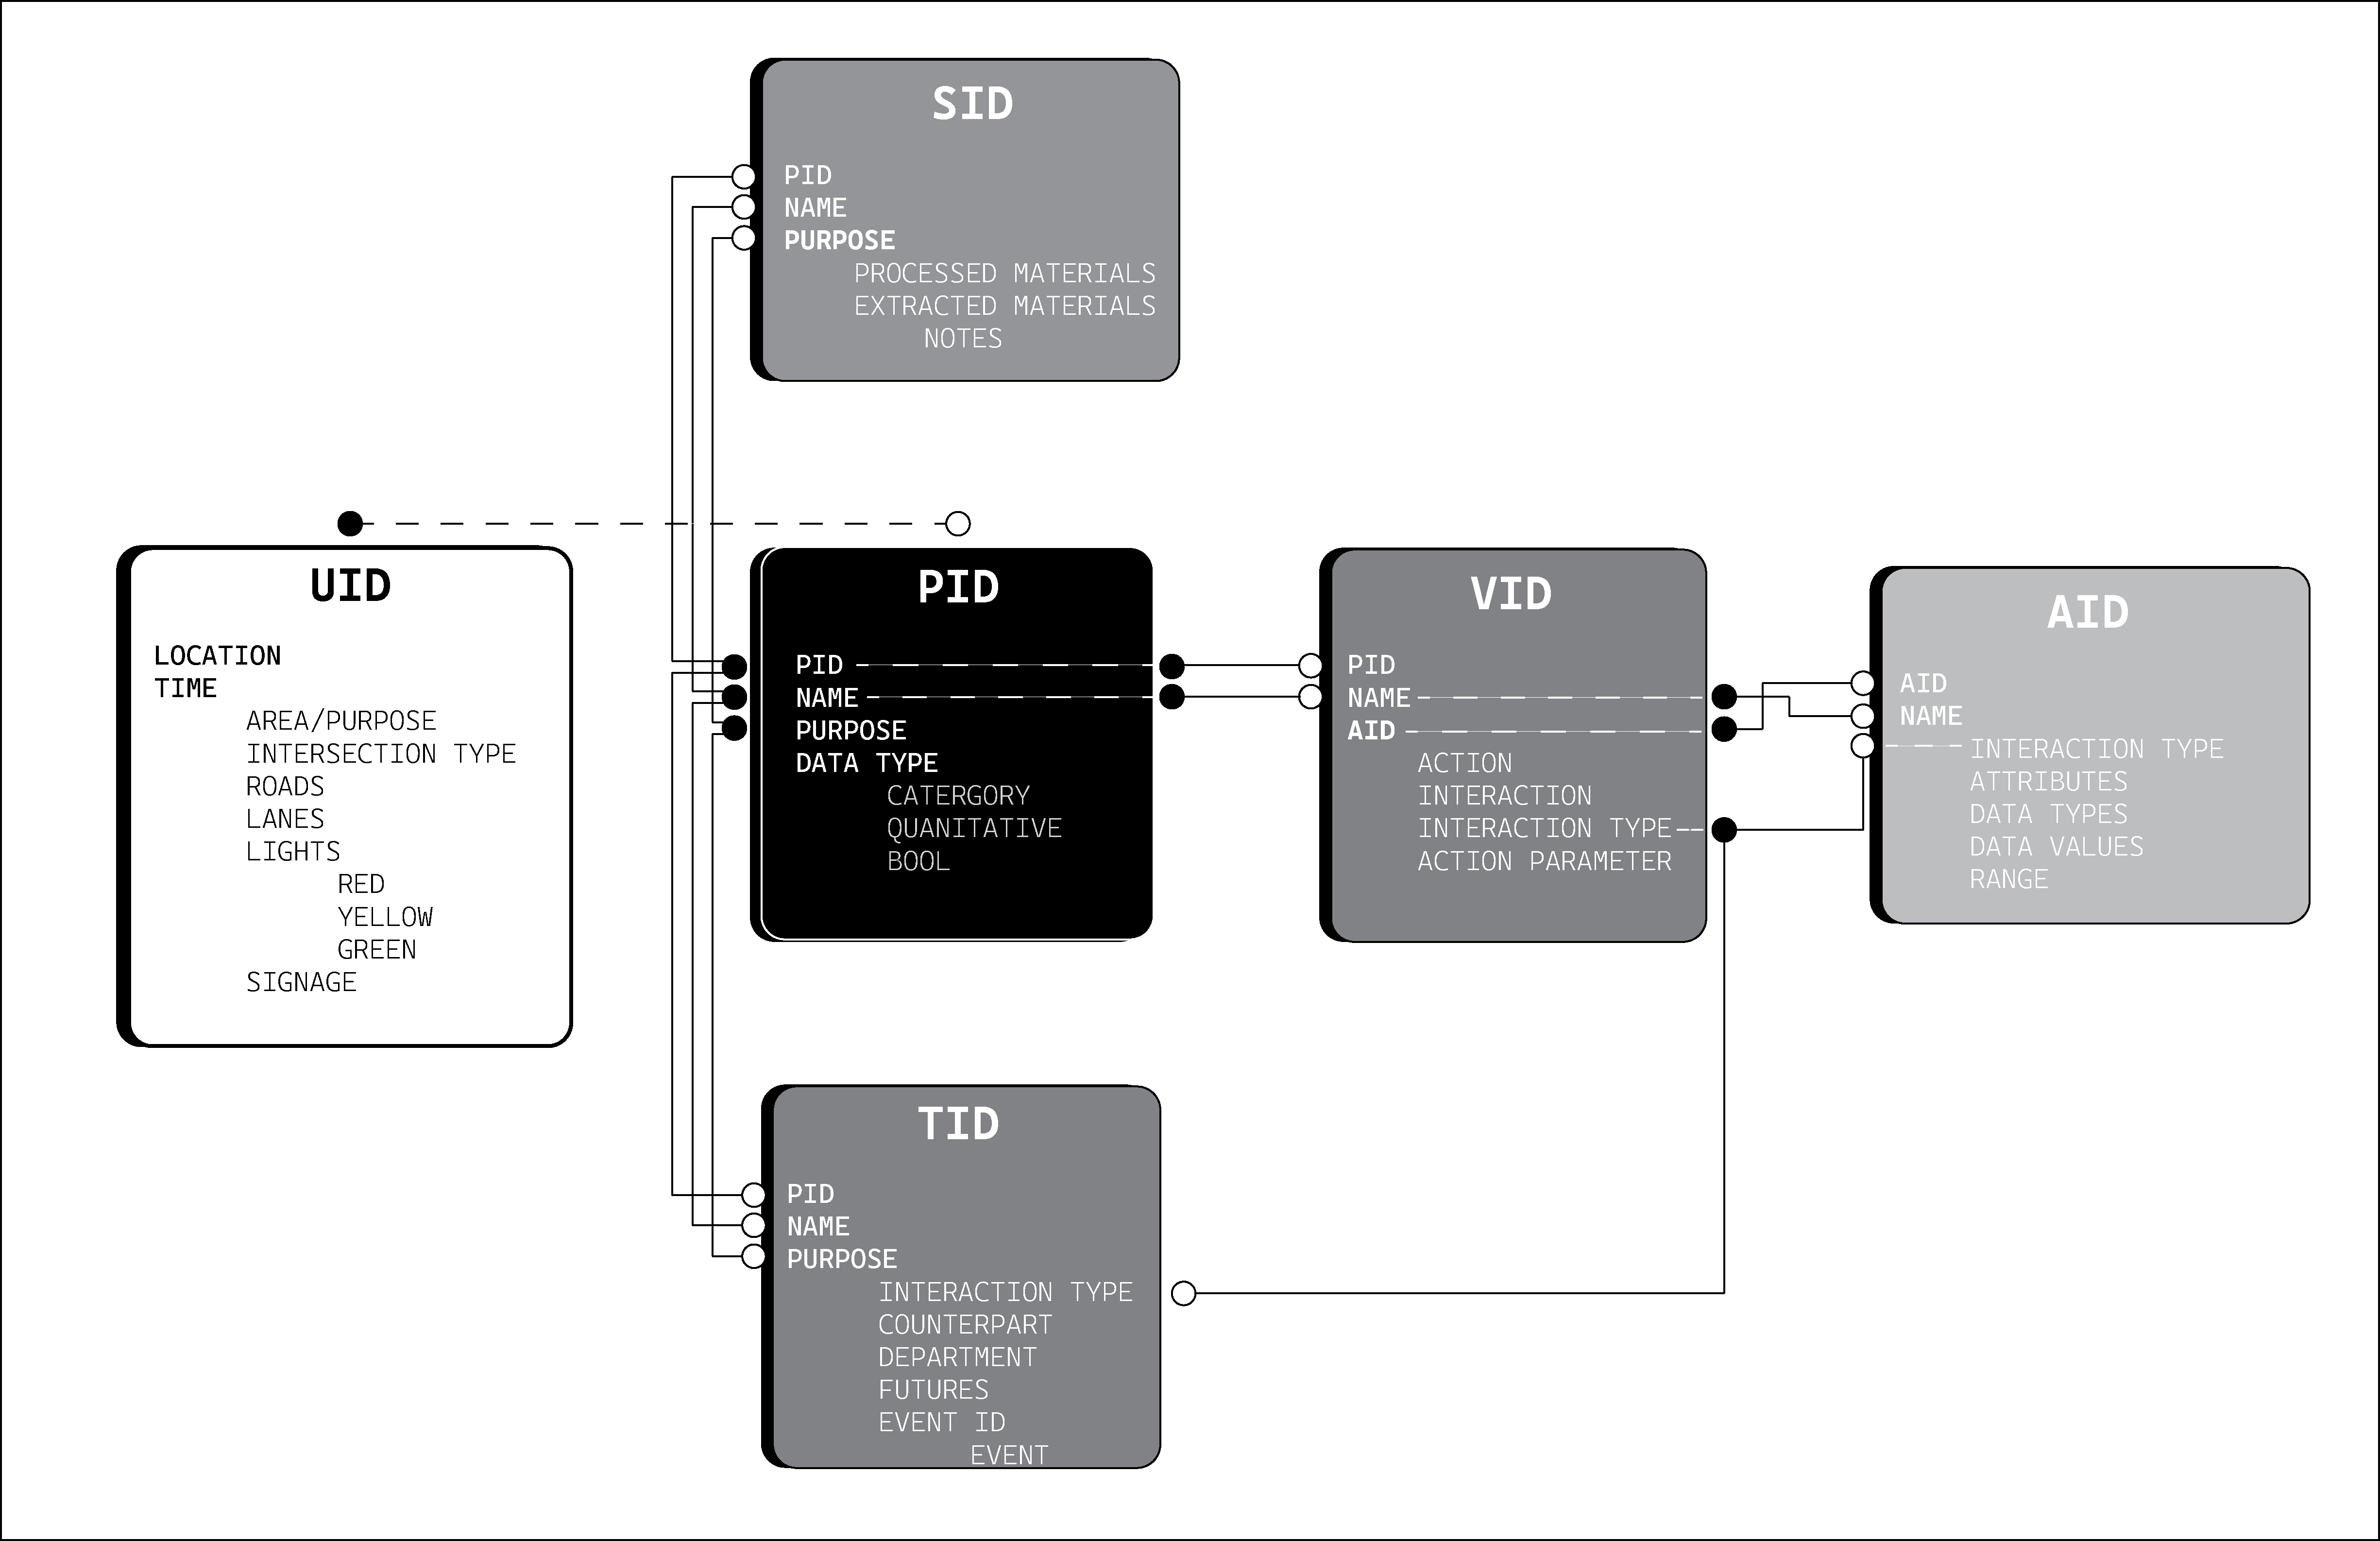 SID
PID
NAME
PURPOSE
PROCESSED MATERIALS
EXTRACTED MATERIALS
NOTES
UID
LOCATION
TIME
AREA/PURPOSE
INTERSECTION TYPE
ROADS
LANES
LIGHTS
RED
YELLOW
GREEN
SIGNAGE
PID
PID
NAME
PURPOSE
DATA TYPE
CATERGORY
QUANITATIVE
BOOL
VID
PID
NAME
AID
ACTION
INTERACTION
INTERACTION TYPE
ACTION PARAMETER
AID
AID
NAME
INTERACTION TYPE
ATTRIBUTES
DATA TYPES
DATA VALUES
RANGE
TID
PID
NAME
PURPOSE
INTERACTION TYPE
COUNTERPART
DEPARTMENT
FUTURES
EVENT ID
EVENT